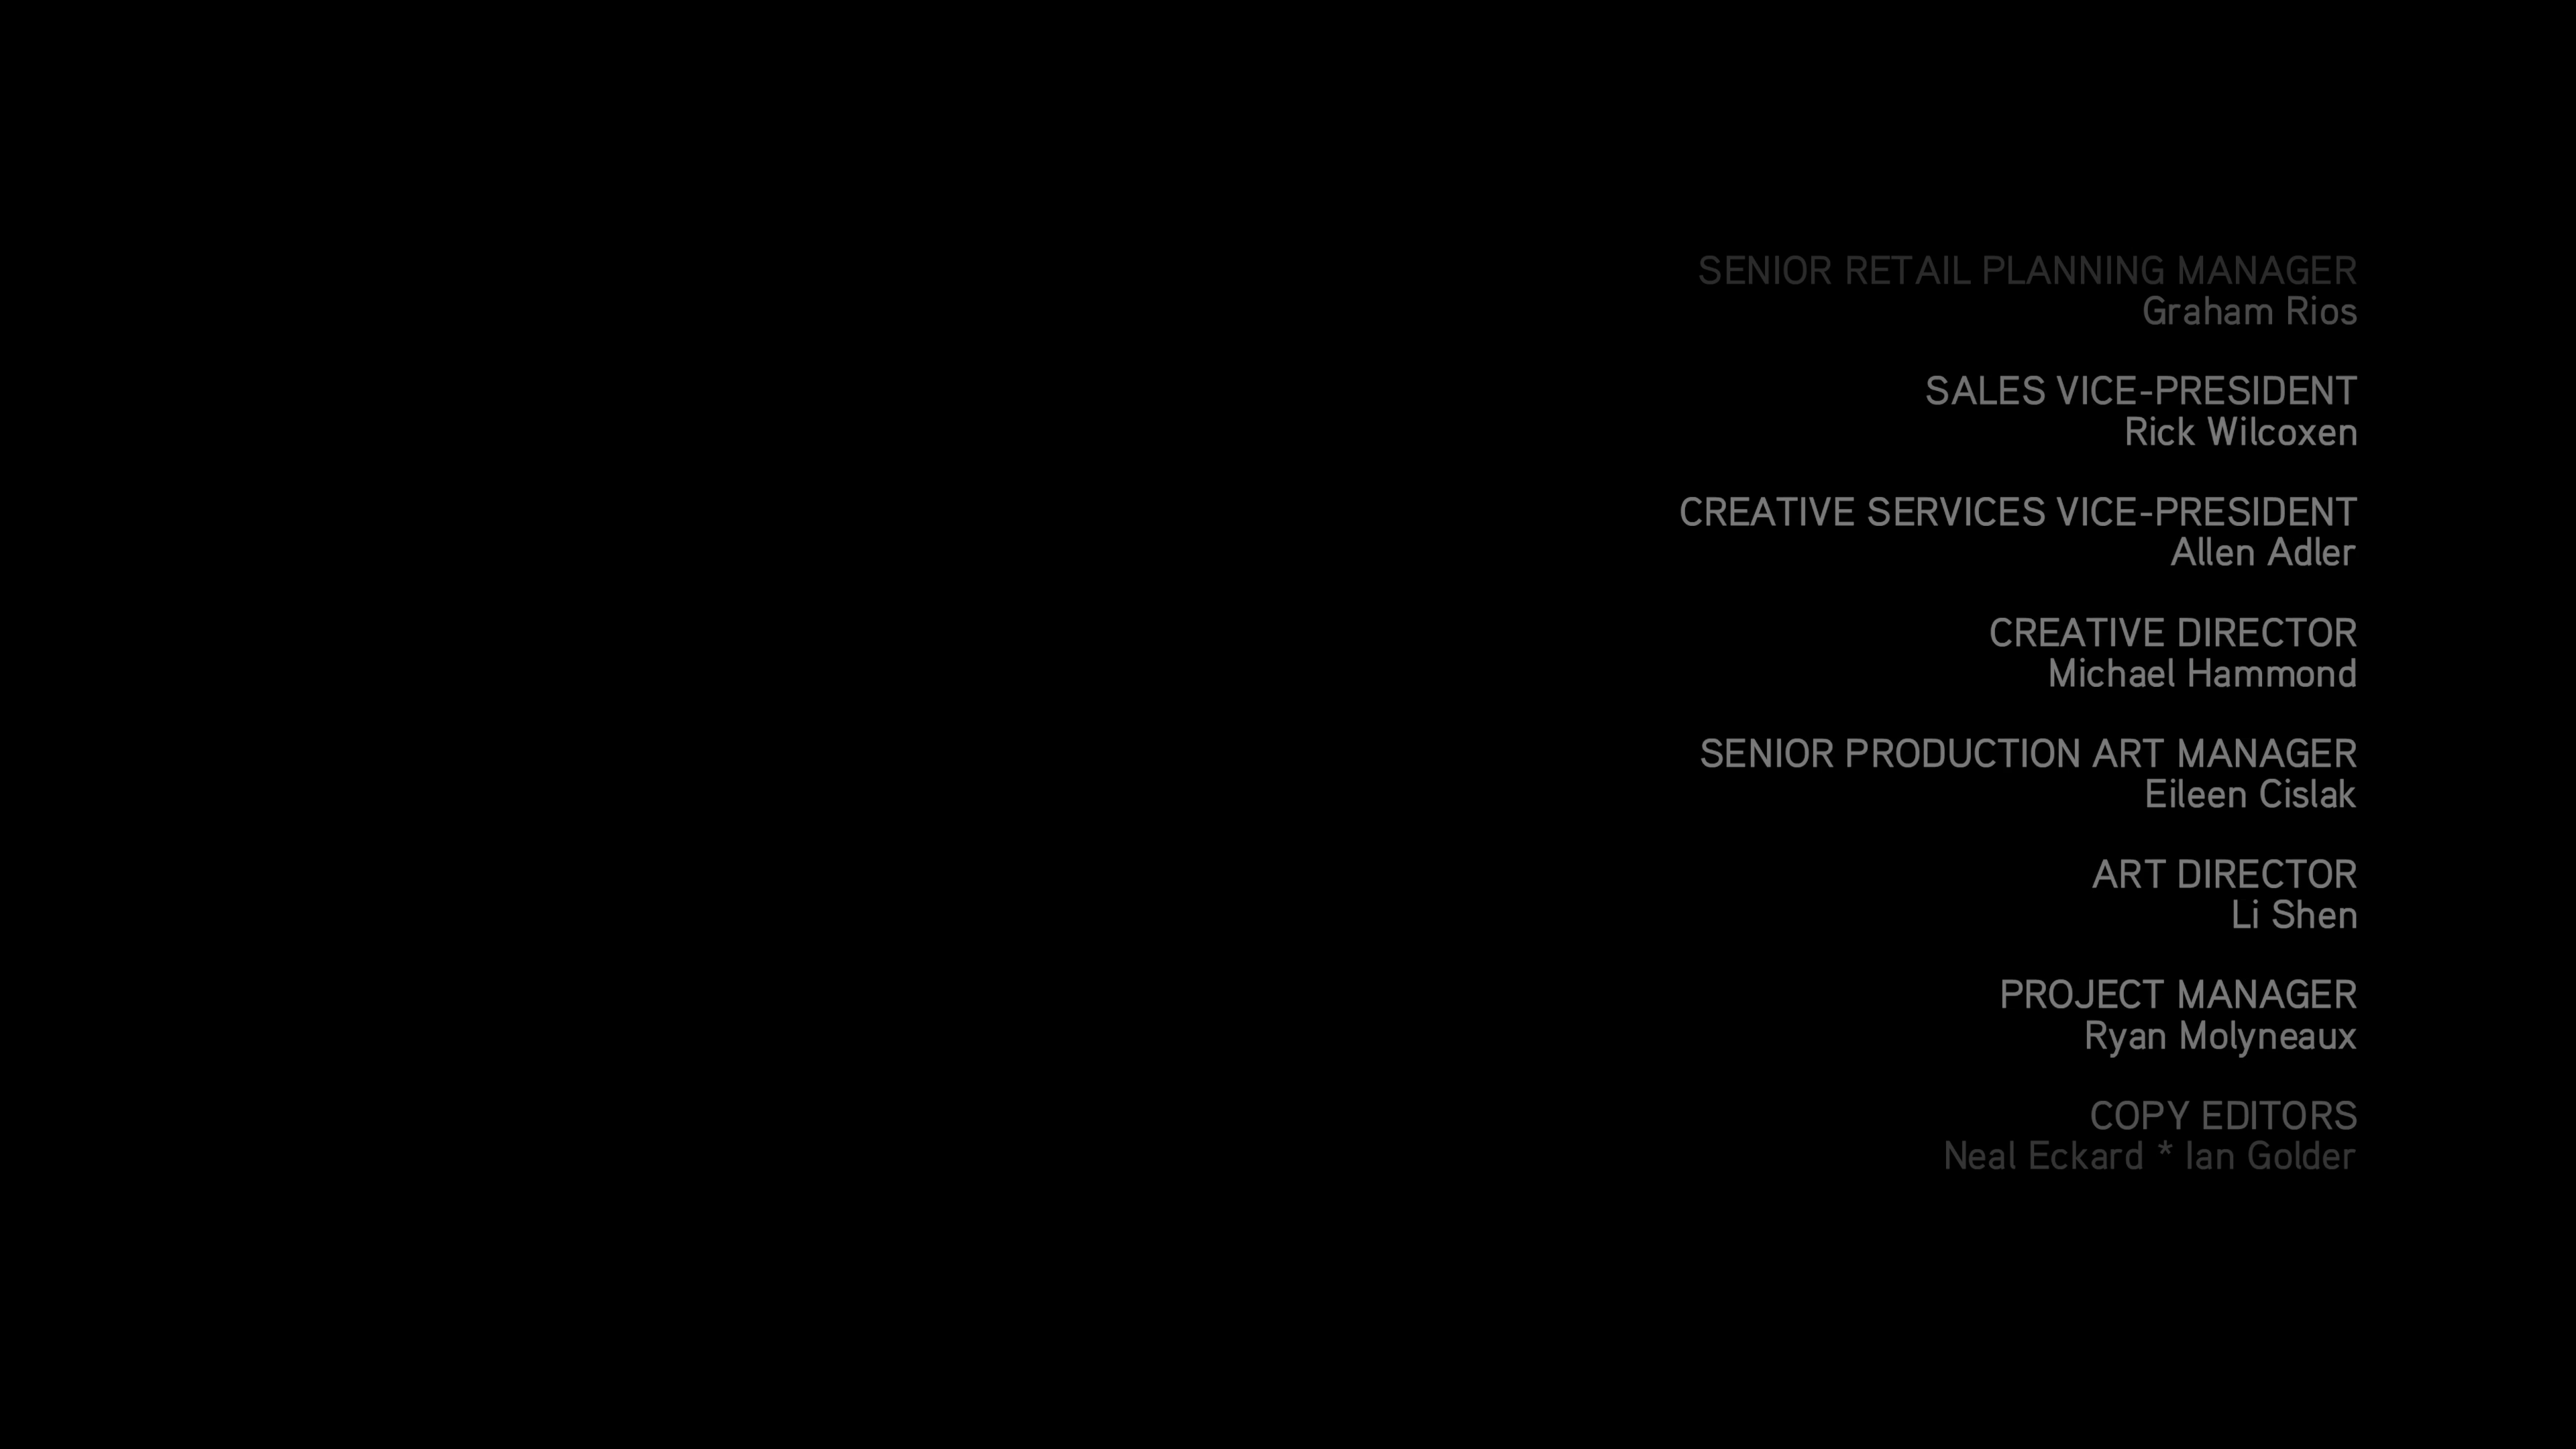 SENIOR RETAIL PLANNING MANAGER
Graham Rios
SALES VICE-PRESIDENT
Rick Wilcoxen
CREATIVE SERVICES VICE-PRESIDENT
Allen Adler
CREATIVE DIRECTOR
Michael Hammond
SENIOR PRODUCTION ART MANAGER
Eileen Cislak
ART DIRECTOR
Li Shen
PROJECT MANAGER
Ryan Molyneaux
COPY EDITORS
Neal Eckard * Ian Golder